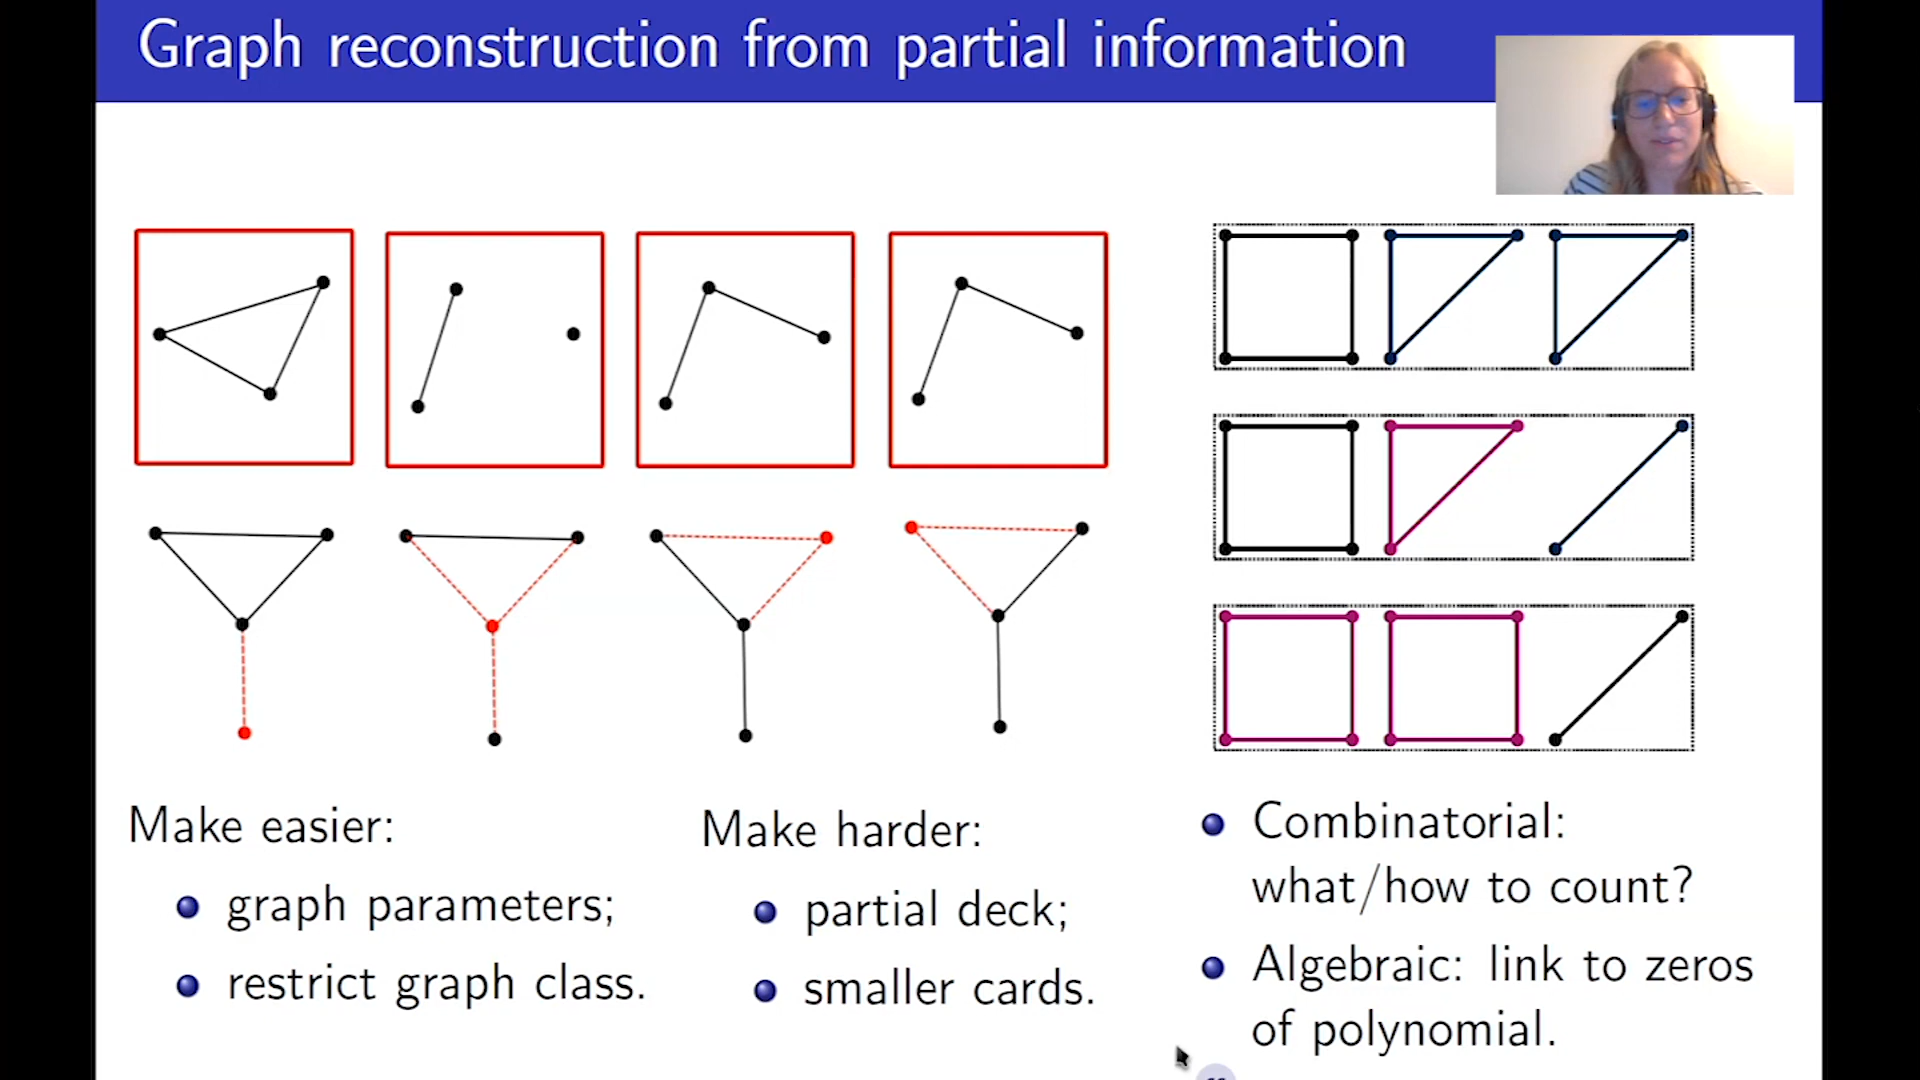 Graph reconstruction from partial information
Make easier:
graph parameters;
restrict graph class.
Make harder:
partial deck;
smaller cards.
Combinatorial:
what/how to count?
Algebraic: link to zeros
of polynomial.